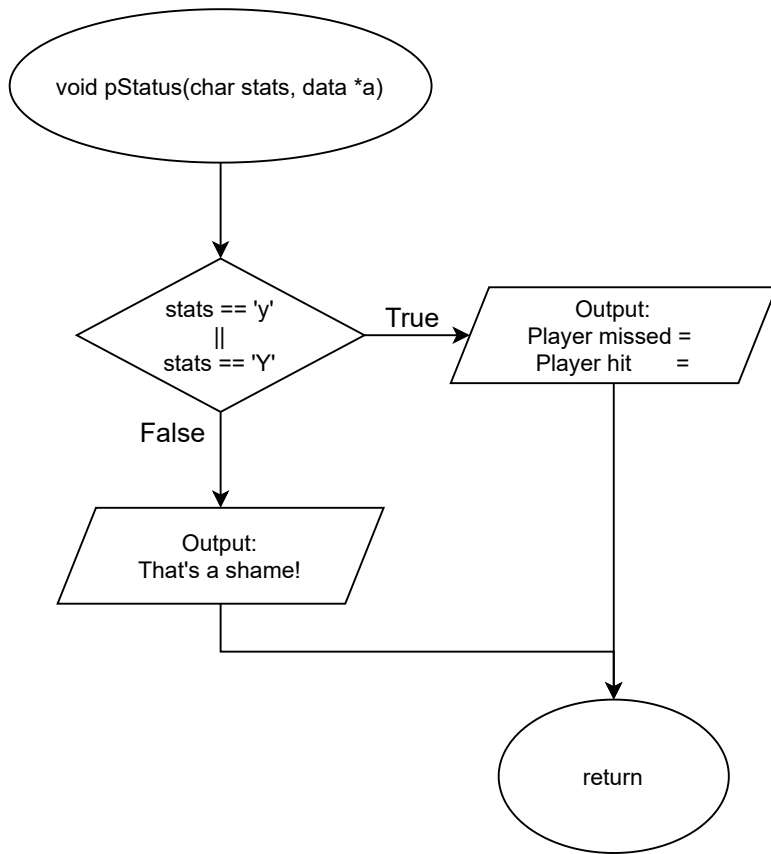 void pStatus(char stats, data *a)
stats == 'y'
||
stats == 'Y'
True
Output:
Player missed =
Player hit        =
False
Output:
That's a shame!
return